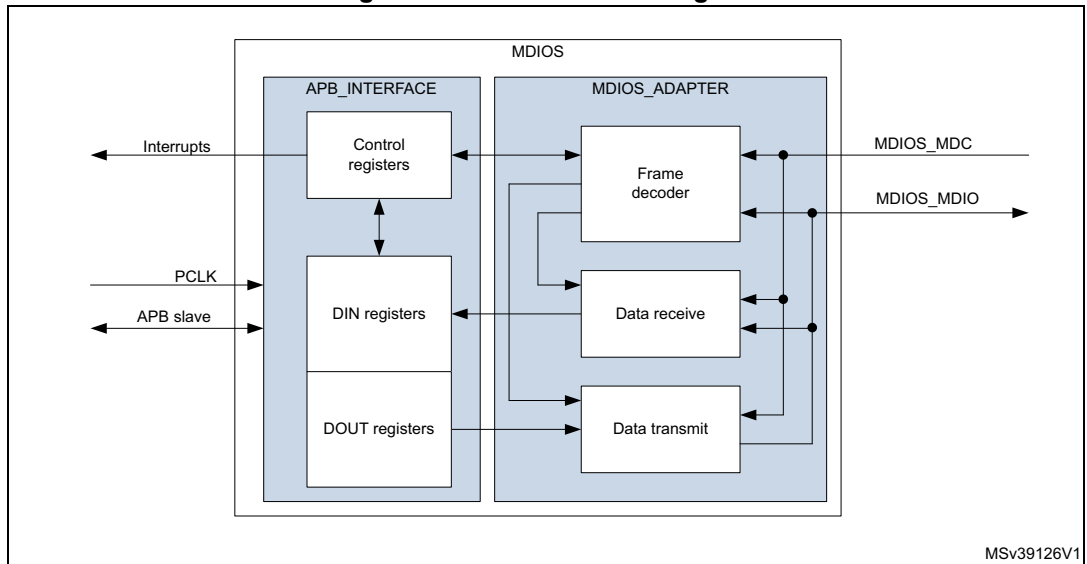 MDIOS
APB_INTERFACE
MDIOS_ADAPTER
Interrupts
Control
registers
Frame
decoder
MDIOS_MDC
MDIOS_MDIO
PCLK
APB slave
DIN registers
Data receive
DOUT registers
Data transmit
MSv39126V1